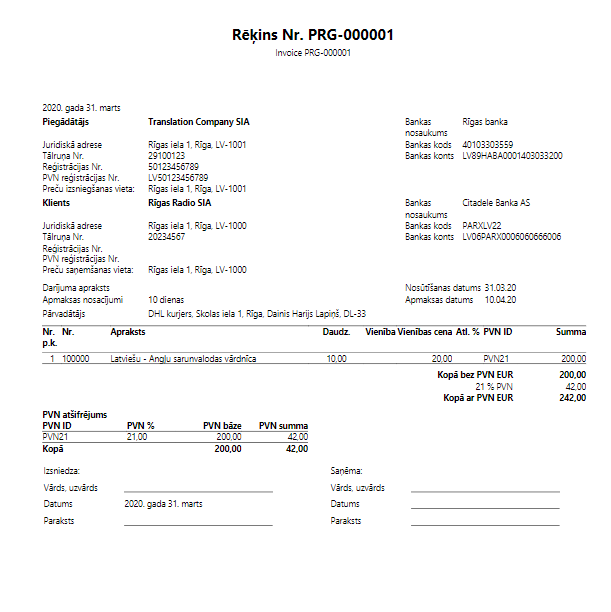 Rēķins Nr. PRG-000001
Invoice PRG-000001
2020. gada 31. marts
Piegādātājs Translation Company SIA Bankas nosaukums Rīgas banka
Juridiskā adrese Rīgas iela 1, Rīga, LV-1001 Bankas kods 40103303559
Tālruņa Nr. 29100123 Bankas konts LV89HABA0001403033200
Reģistrācijas Nr. 50123456789
PVN reģistrācijas Nr. LV50123456789
Preču izsniegšanas vieta: Rīgas iela 1, Rīga, LV-1001
Klients Rīgas Radio SIA Bankas nosaukums Citadele Banka AS
Juridiskā adrese Rīgas iela 1, Rīga, LV-1000 Bankas kods PARXLV22
Tālruņa Nr. 20234567 Bankas konts LV06PARX0006060666006
Reģistrācijas Nr.
PVN reģistrācijas Nr.
Preču saņemšanas vieta: Rīgas iela 1, Rīga, LV-1000
Darījuma apraksts Nosūtīšanas datums 31.03.20
Apmaksas nosacījumi 10 dienas Apmaksas datums 10.04.20
Pārvadātājs DHL kurjers, Skolas iela 1, Rīga, Dainis Harijs Lapiņš, DL-33
Nr. p.k. Nr. Apraksts Daudz. Vienība Vienības cena Atl. % PVN ID Summa
1 100000 Latviešu - Angļu sarunvalodas vārdnīca 10,00 20,00 PVN21 200,00
Kopā bez PVN EUR 200,00
21 % PVN 42,00
Kopā ar PVN EUR 242,00
PVN atšifrējums
PVN ID PVN % PVN bāze PVN summa
PVN21 21,00 200,00 42,00
Kopā 200,00 42,00
Izsniedza: Saņēma:
Vārds, uzvārds Vārds, uzvārds
Datums 2020. gada 31. marts Datums
Paraksts Paraksts